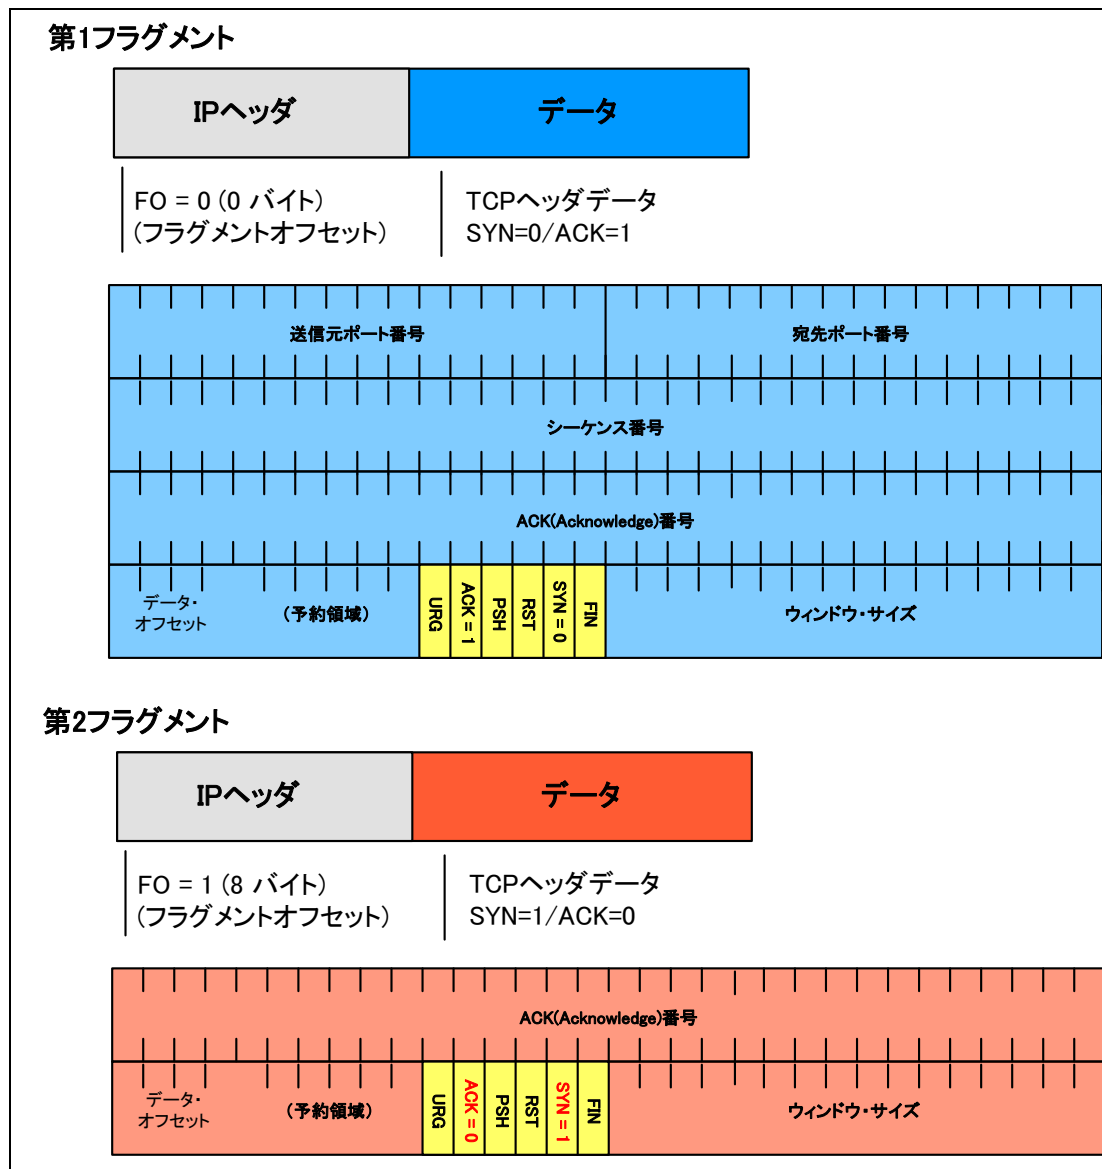 第1フラグメント
IPヘッダ
データ
FO = 0 (0 バイト)
(フラグメントオフセット)
TCPヘッダデータ
SYN=0/ACK=1
送信元ポート番号
宛先ポート番号
シーケンス番号
ACK(Acknowledge)番号
データ・
オフセット
(予約領域)
URG
ACK = 1
PSH
RST
SYN = 0
FIN
ウィンドウ・サイズ
第2フラグメント
IPヘッダ
データ
FO = 1 (8 バイト)
(フラグメントオフセット)
TCPヘッダデータ
SYN=1/ACK=0
ACK(Acknowledge)番号
データ・
オフセット
(予約領域)
URG
ACK = 0
PSH
RST
SYN = 1
FIN
ウィンドウ・サイズ